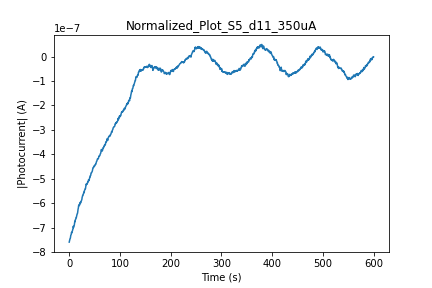 Normalized_Plot_S5_d11_350uA
1e−7
0
−1
−2
−3
−4
−5
−6
−7
−8
|Photocurrent| (A)
0 100 200 300 400 500 600
Time (s)